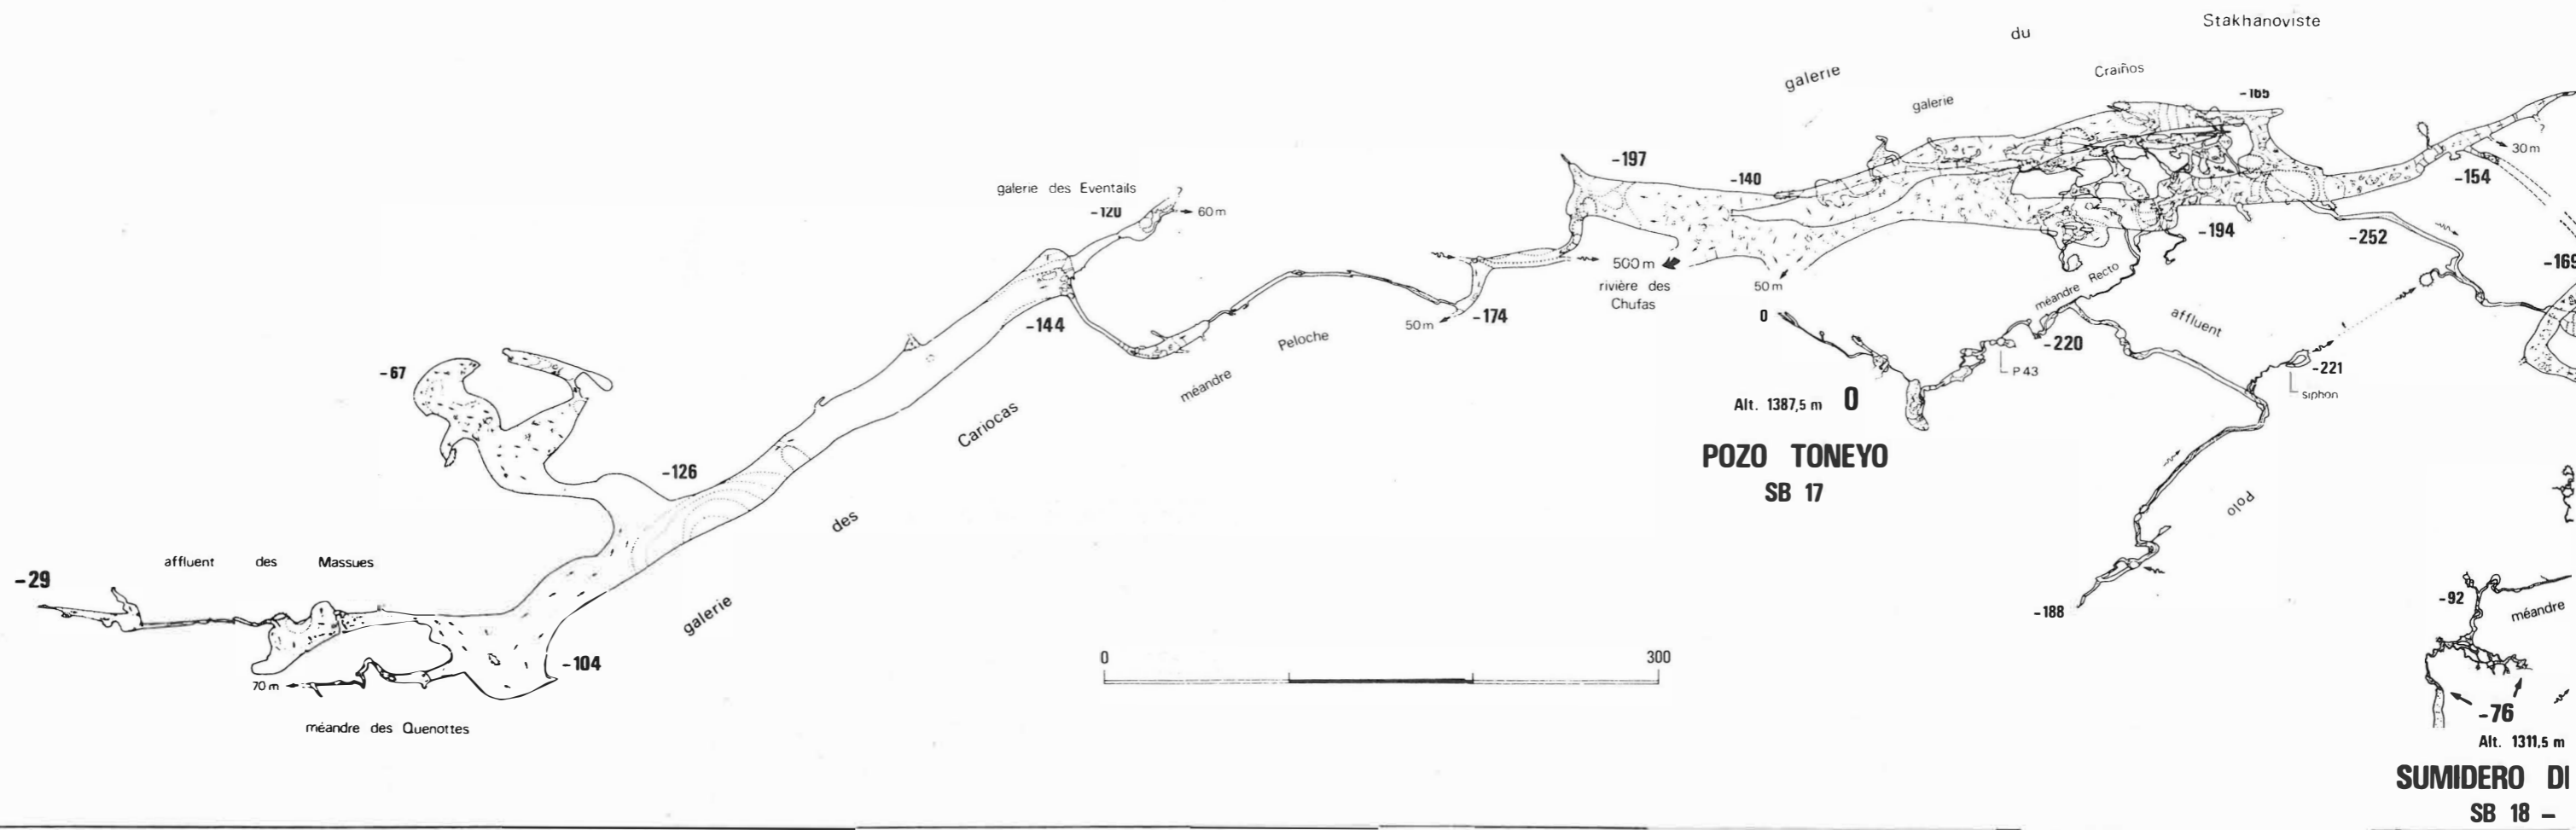 Stakhanoviste
du
galerie
Craiños
galerie
-165
-197
-140
?
30 m
-154
galerie des Eventails
?
-120
60 m
-194
-252
-169
500 m
rivière des
Chufas
50 m
0
méandre Recto
affluent
-144
50 m
-174
Peloche
méandre
-220
P 43
-221
siphon
-67
Alt. 1387,5 m 0
POZO TONEYO
SB 17
Cariocas
-126
des
Polo
affluent des Massues
-29
galerie
-188
-92
méandre
-104
70 m
0 300
méandre des Quenottes
-76
Alt. 1311,5 m
SUMIDERO DI
SB 18 –